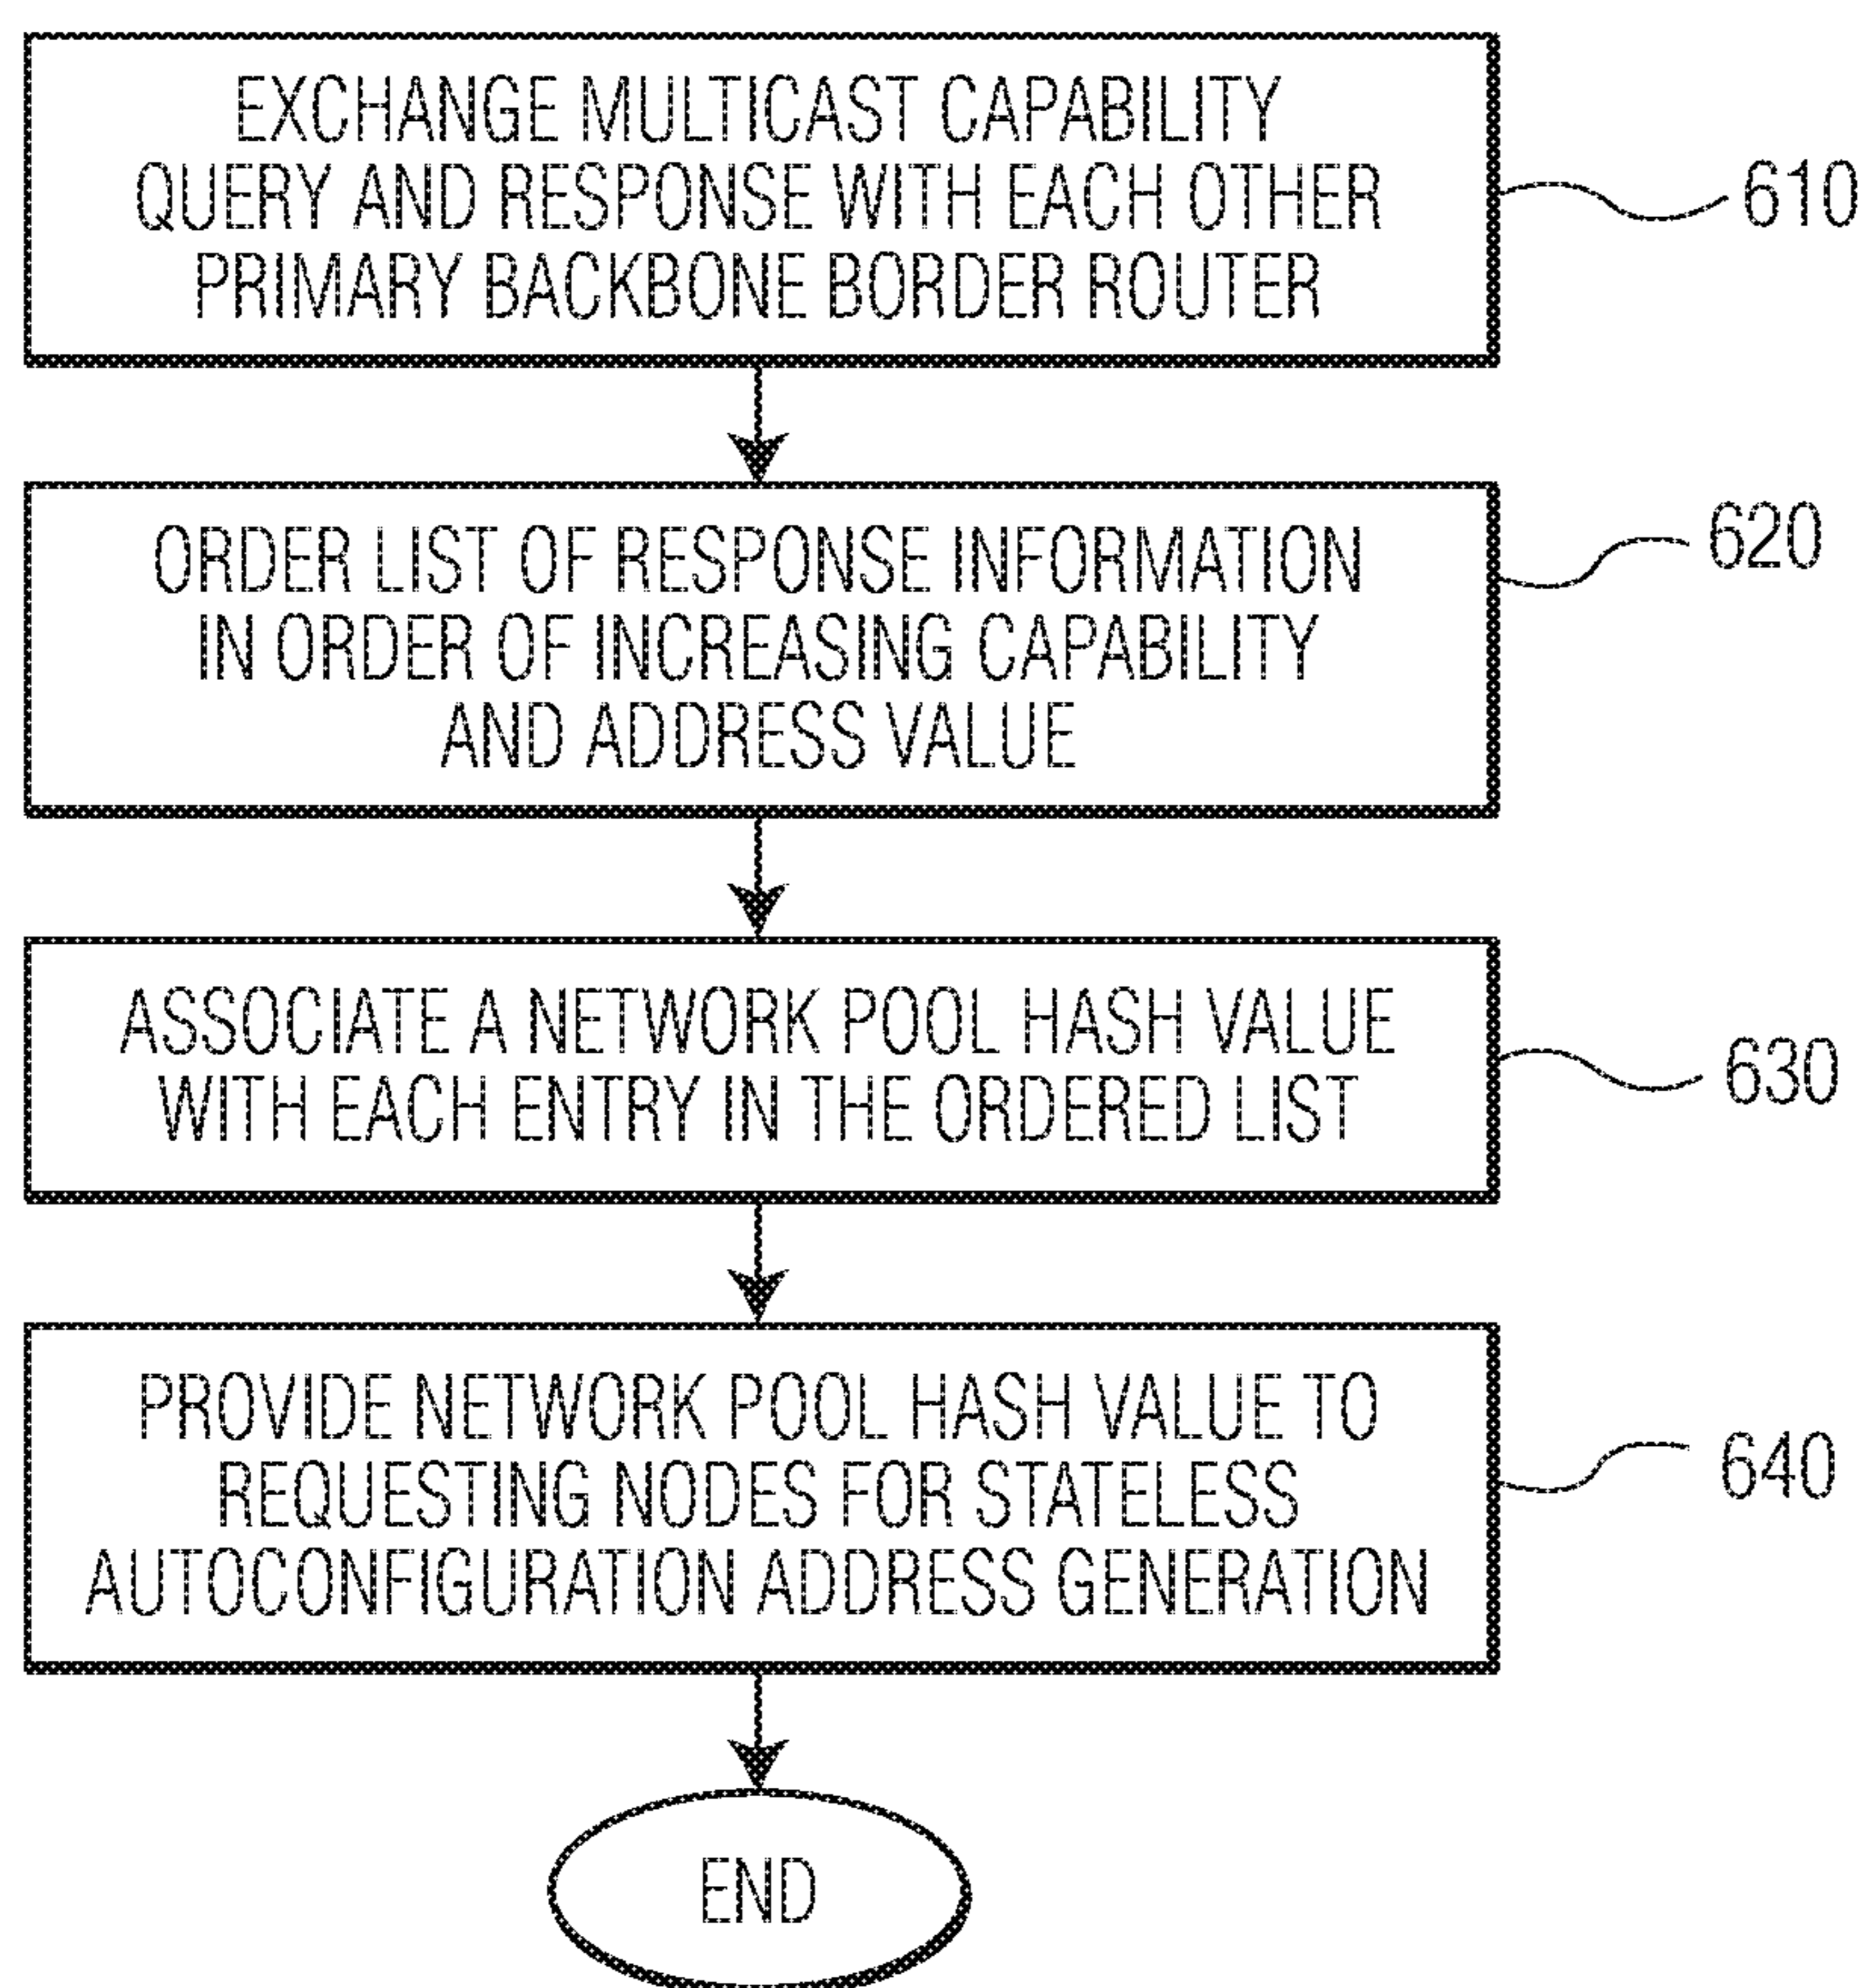 EXCHANGE MULTICAST CAPABILITY
QUERY AND RESPONSE WITH EACH OTHER
PRIMARY BACKBONE BORDER ROUTER
610
ORDER LIST OF RESPONSE INFORMATION
IN ORDER OF INCREASING CAPABILITY
AND ADDRESS VALUE
620
ASSOCIATE A NETWORK POOL HASH VALUE
WITH EACH ENTRY IN THE ORDERED LIST
630
PROVIDE NETWORK POOL HASH VALUE TO
REQUESTING NODES FOR STATELESS
AUTOCONFIGURATION ADDRESS GENERATION
640
END